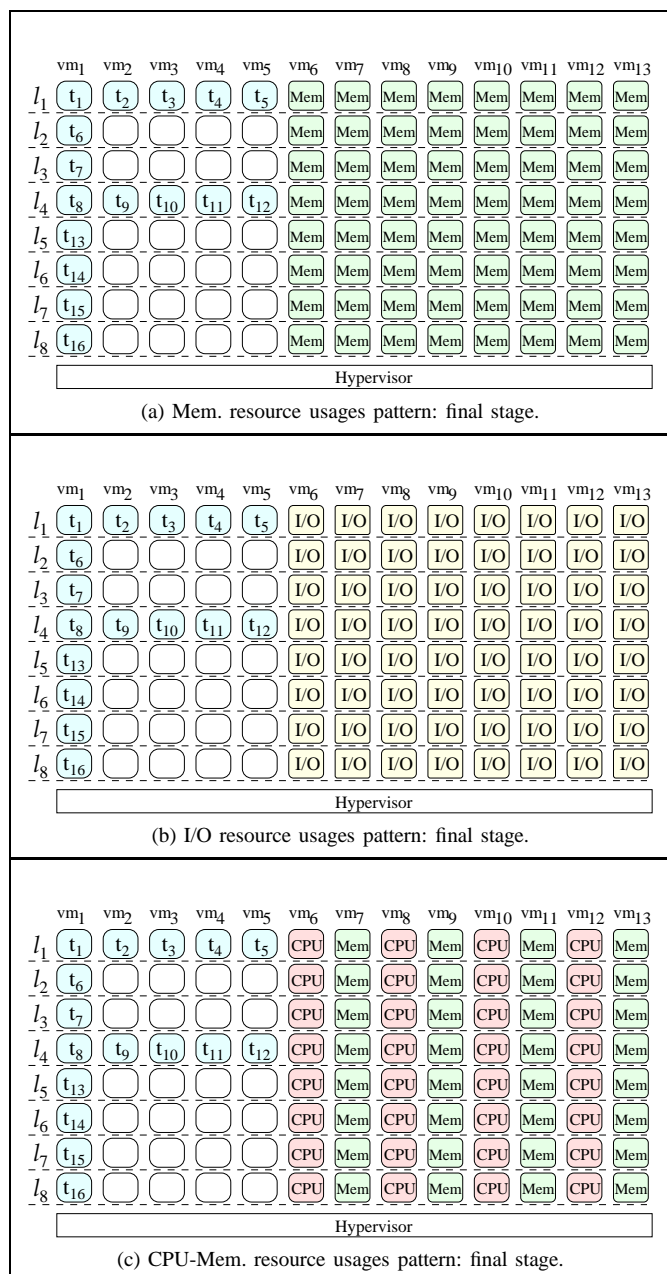 vm1 vm2 vm3 vm4 vm5 vm6 vm7 vm8 vm9 vm10 vm11 vm12 vm13
l1 t1 t2 t3 t4 t5 Mem Mem Mem Mem Mem Mem Mem Mem
l2 t6 Mem Mem Mem Mem Mem Mem Mem Mem
l3 t7 Mem Mem Mem Mem Mem Mem Mem Mem
l4 t8 t9 t10 t11 t12 Mem Mem Mem Mem Mem Mem Mem Mem
l5 t13 Mem Mem Mem Mem Mem Mem Mem Mem
l6 t14 Mem Mem Mem Mem Mem Mem Mem Mem
l7 t15 Mem Mem Mem Mem Mem Mem Mem Mem
l8 t16 Mem Mem Mem Mem Mem Mem Mem Mem
Hypervisor
(a) Mem. resource usages pattern: final stage.
vm1 vm2 vm3 vm4 vm5 vm6 vm7 vm8 vm9 vm10 vm11 vm12 vm13
l1 t1 t2 t3 t4 t5 I/O I/O I/O I/O I/O I/O I/O I/O
l2 t6 I/O I/O I/O I/O I/O I/O I/O I/O
l3 t7 I/O I/O I/O I/O I/O I/O I/O I/O
l4 t8 t9 t10 t11 t12 I/O I/O I/O I/O I/O I/O I/O I/O
l5 t13 I/O I/O I/O I/O I/O I/O I/O I/O
l6 t14 I/O I/O I/O I/O I/O I/O I/O I/O
l7 t15 I/O I/O I/O I/O I/O I/O I/O I/O
l8 t16 I/O I/O I/O I/O I/O I/O I/O I/O
Hypervisor
(b) I/O resource usages pattern: final stage.
vm1 vm2 vm3 vm4 vm5 vm6 vm7 vm8 vm9 vm10 vm11 vm12 vm13
l1 t1 t2 t3 t4 t5 CPU Mem CPU Mem CPU Mem CPU Mem
l2 t6 CPU Mem CPU Mem CPU Mem CPU Mem
l3 t7 CPU Mem CPU Mem CPU Mem CPU Mem
l4 t8 t9 t10 t11 t12 CPU Mem CPU Mem CPU Mem CPU Mem
l5 t13 CPU Mem CPU Mem CPU Mem CPU Mem
l6 t14 CPU Mem CPU Mem CPU Mem CPU Mem
l7 t15 CPU Mem CPU Mem CPU Mem CPU Mem
l8 t16 CPU Mem CPU Mem CPU Mem CPU Mem
Hypervisor
(c) CPU-Mem. resource usages pattern: final stage.